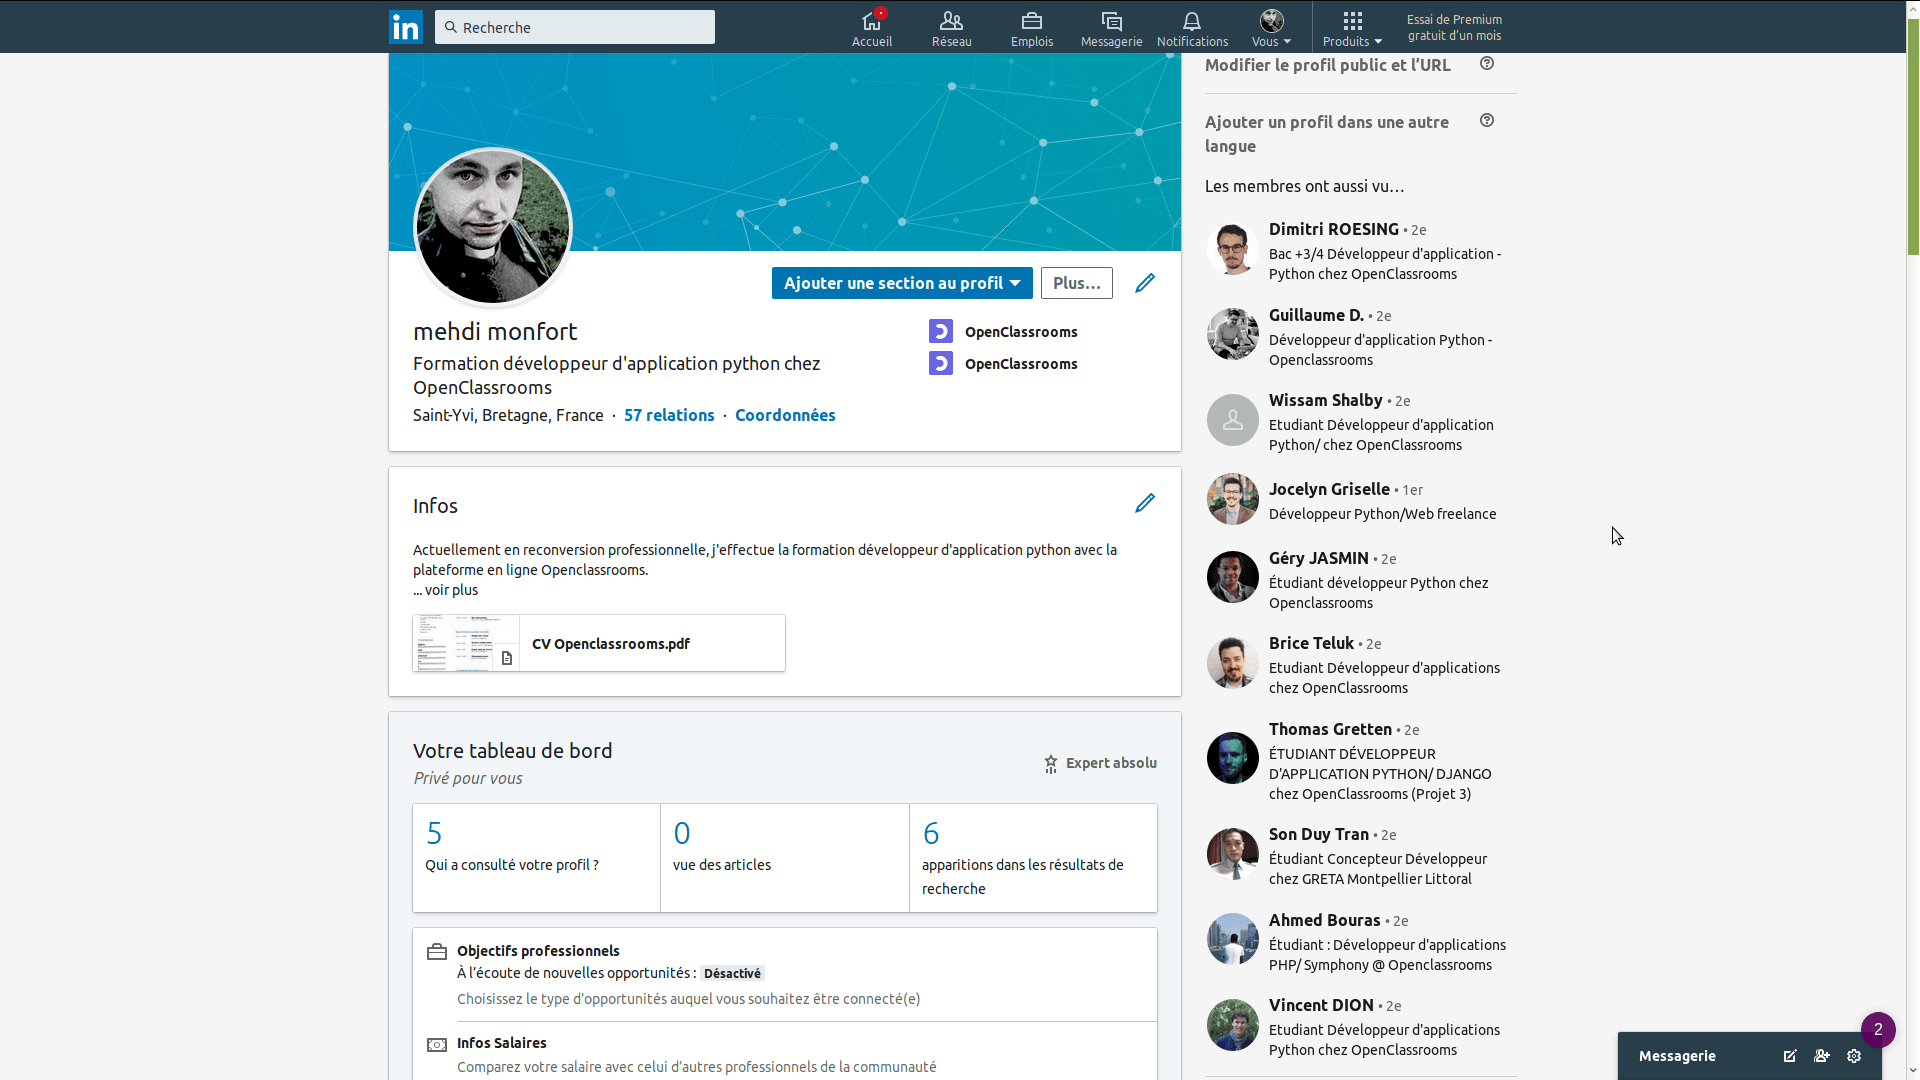 in
Recherche
Accueil
Réseau
Emplois
Messagerie
Notifications
Vous
Produits
Essai de Premium
gratuit d'un mois
Ajouter une section au profil
Plus…
mehdi monfort
Formation développeur d'application python chez
OpenClassrooms
Saint-Yvi, Bretagne, France · 57 relations · Coordonnées
OpenClassrooms
OpenClassrooms
Infos
Actuellement en reconversion professionnelle, j'effectue la formation développeur d'application python avec la
plateforme en ligne Openclassrooms.
... voir plus
CV Openclassrooms.pdf
Votre tableau de bord
Privé pour vous
Expert absolu
5
Qui a consulté votre profil ?
0
vue des articles
6
apparitions dans les résultats de
recherche
Objectifs professionnels
À l'écoute de nouvelles opportunités : Désactivé
Choisissez le type d'opportunités auquel vous souhaitez être connecté(e)
Infos Salaires
Comparez votre salaire avec celui d'autres professionnels de la communauté
Modifier le profil public et l'URL
Ajouter un profil dans une autre
langue
Les membres ont aussi vu…
Dimitri ROESING • 2e
Bac +3/4 Développeur d'application -
Python chez OpenClassrooms
Guillaume D. • 2e
Développeur d'application Python -
Openclassrooms
Wissam Shalby • 2e
Etudiant Développeur d'application
Python/ chez OpenClassrooms
Jocelyn Griselle • 1er
Développeur Python/Web freelance
Géry JASMIN • 2e
Étudiant développeur Python chez
Openclassrooms
Brice Teluk • 2e
Etudiant Développeur d'applications
chez OpenClassrooms
Thomas Gretten • 2e
ÉTUDIANT DÉVELOPPEUR
D'APPLICATION PYTHON/ DJANGO
chez OpenClassrooms (Projet 3)
Son Duy Tran • 2e
Étudiant Concepteur Développeur
chez GRETA Montpellier Littoral
Ahmed Bouras • 2e
Étudiant : Développeur d'applications
PHP/ Symphony @ Openclassrooms
Vincent DION • 2e
Etudiant Développeur d'applications
Python chez OpenClassrooms
2
Messagerie